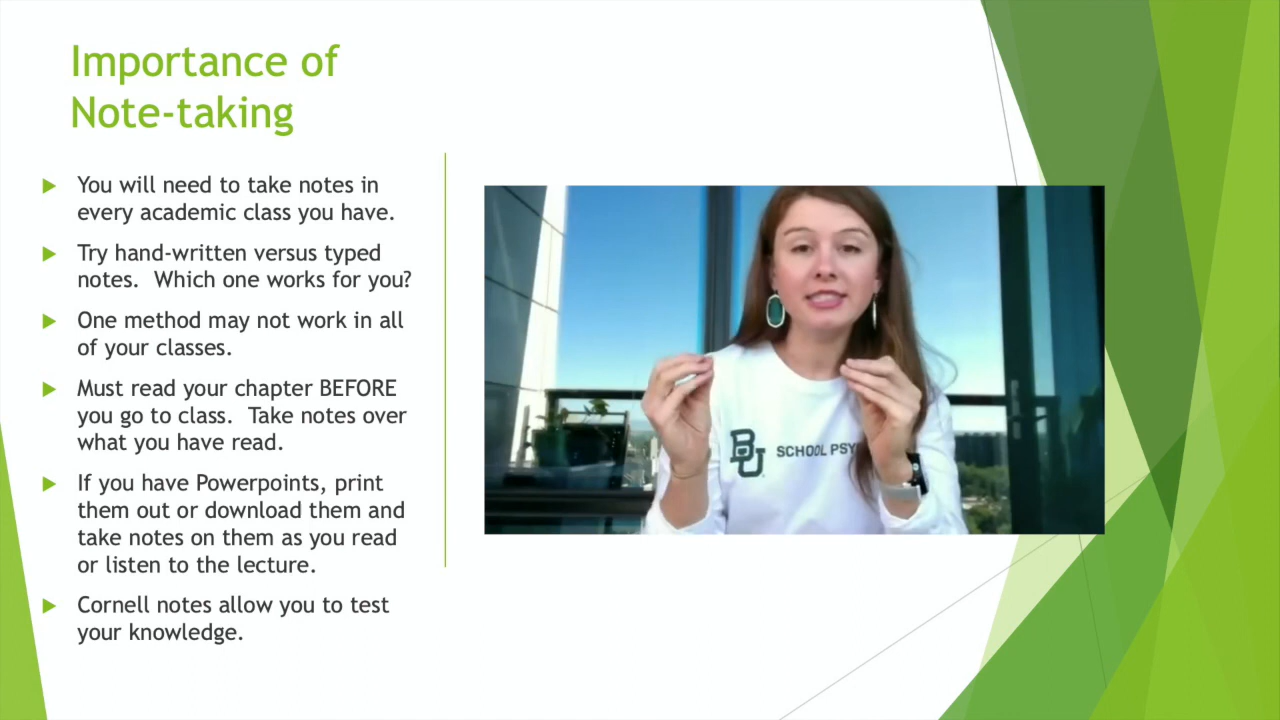 Importance of
Note-taking
You will need to take notes in
every academic class you have.
Try hand-written versus typed
notes.  Which one works for you?
One method may not work in all
of your classes.
Must read your chapter BEFORE
you go to class.  Take notes over
what you have read.
If you have Powerpoints, print
them out or download them and
take notes on them as you read
or listen to the lecture.
Cornell notes allow you to test
your knowledge.
BU SCHOOL PSY